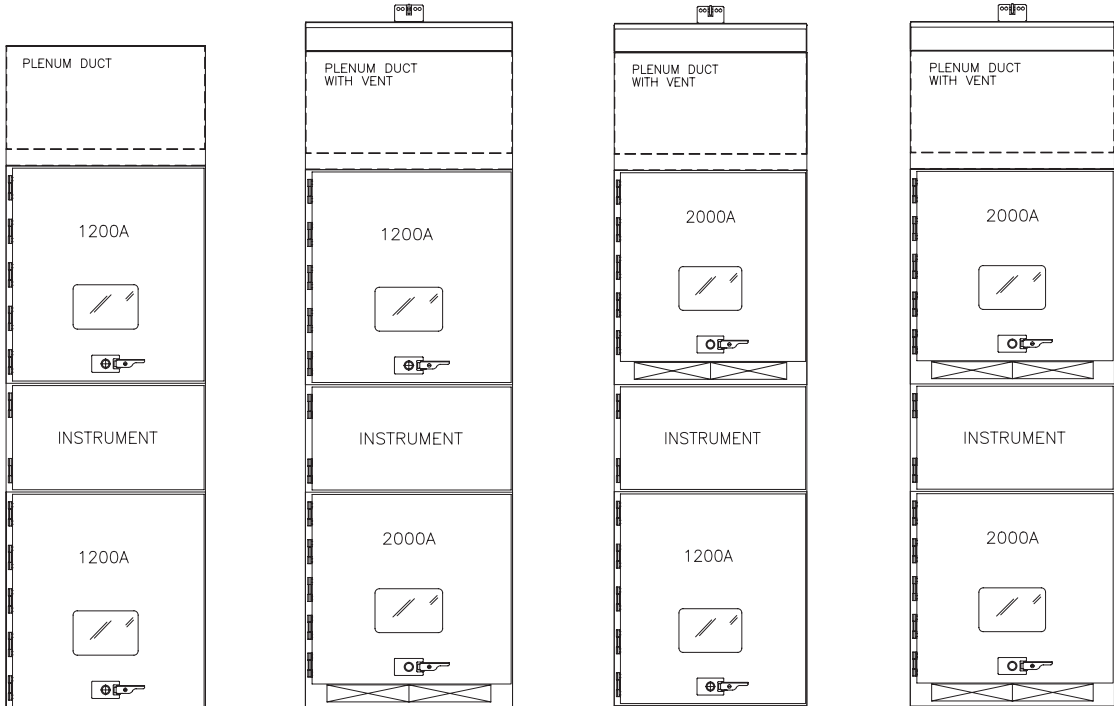 PLENUM DUCT
1200A
INSTRUMENT
1200A
PLENUM DUCT
WITH VENT
1200A
INSTRUMENT
2000A
PLENUM DUCT
WITH VENT
2000A
INSTRUMENT
1200A
PLENUM DUCT
WITH VENT
2000A
INSTRUMENT
2000A